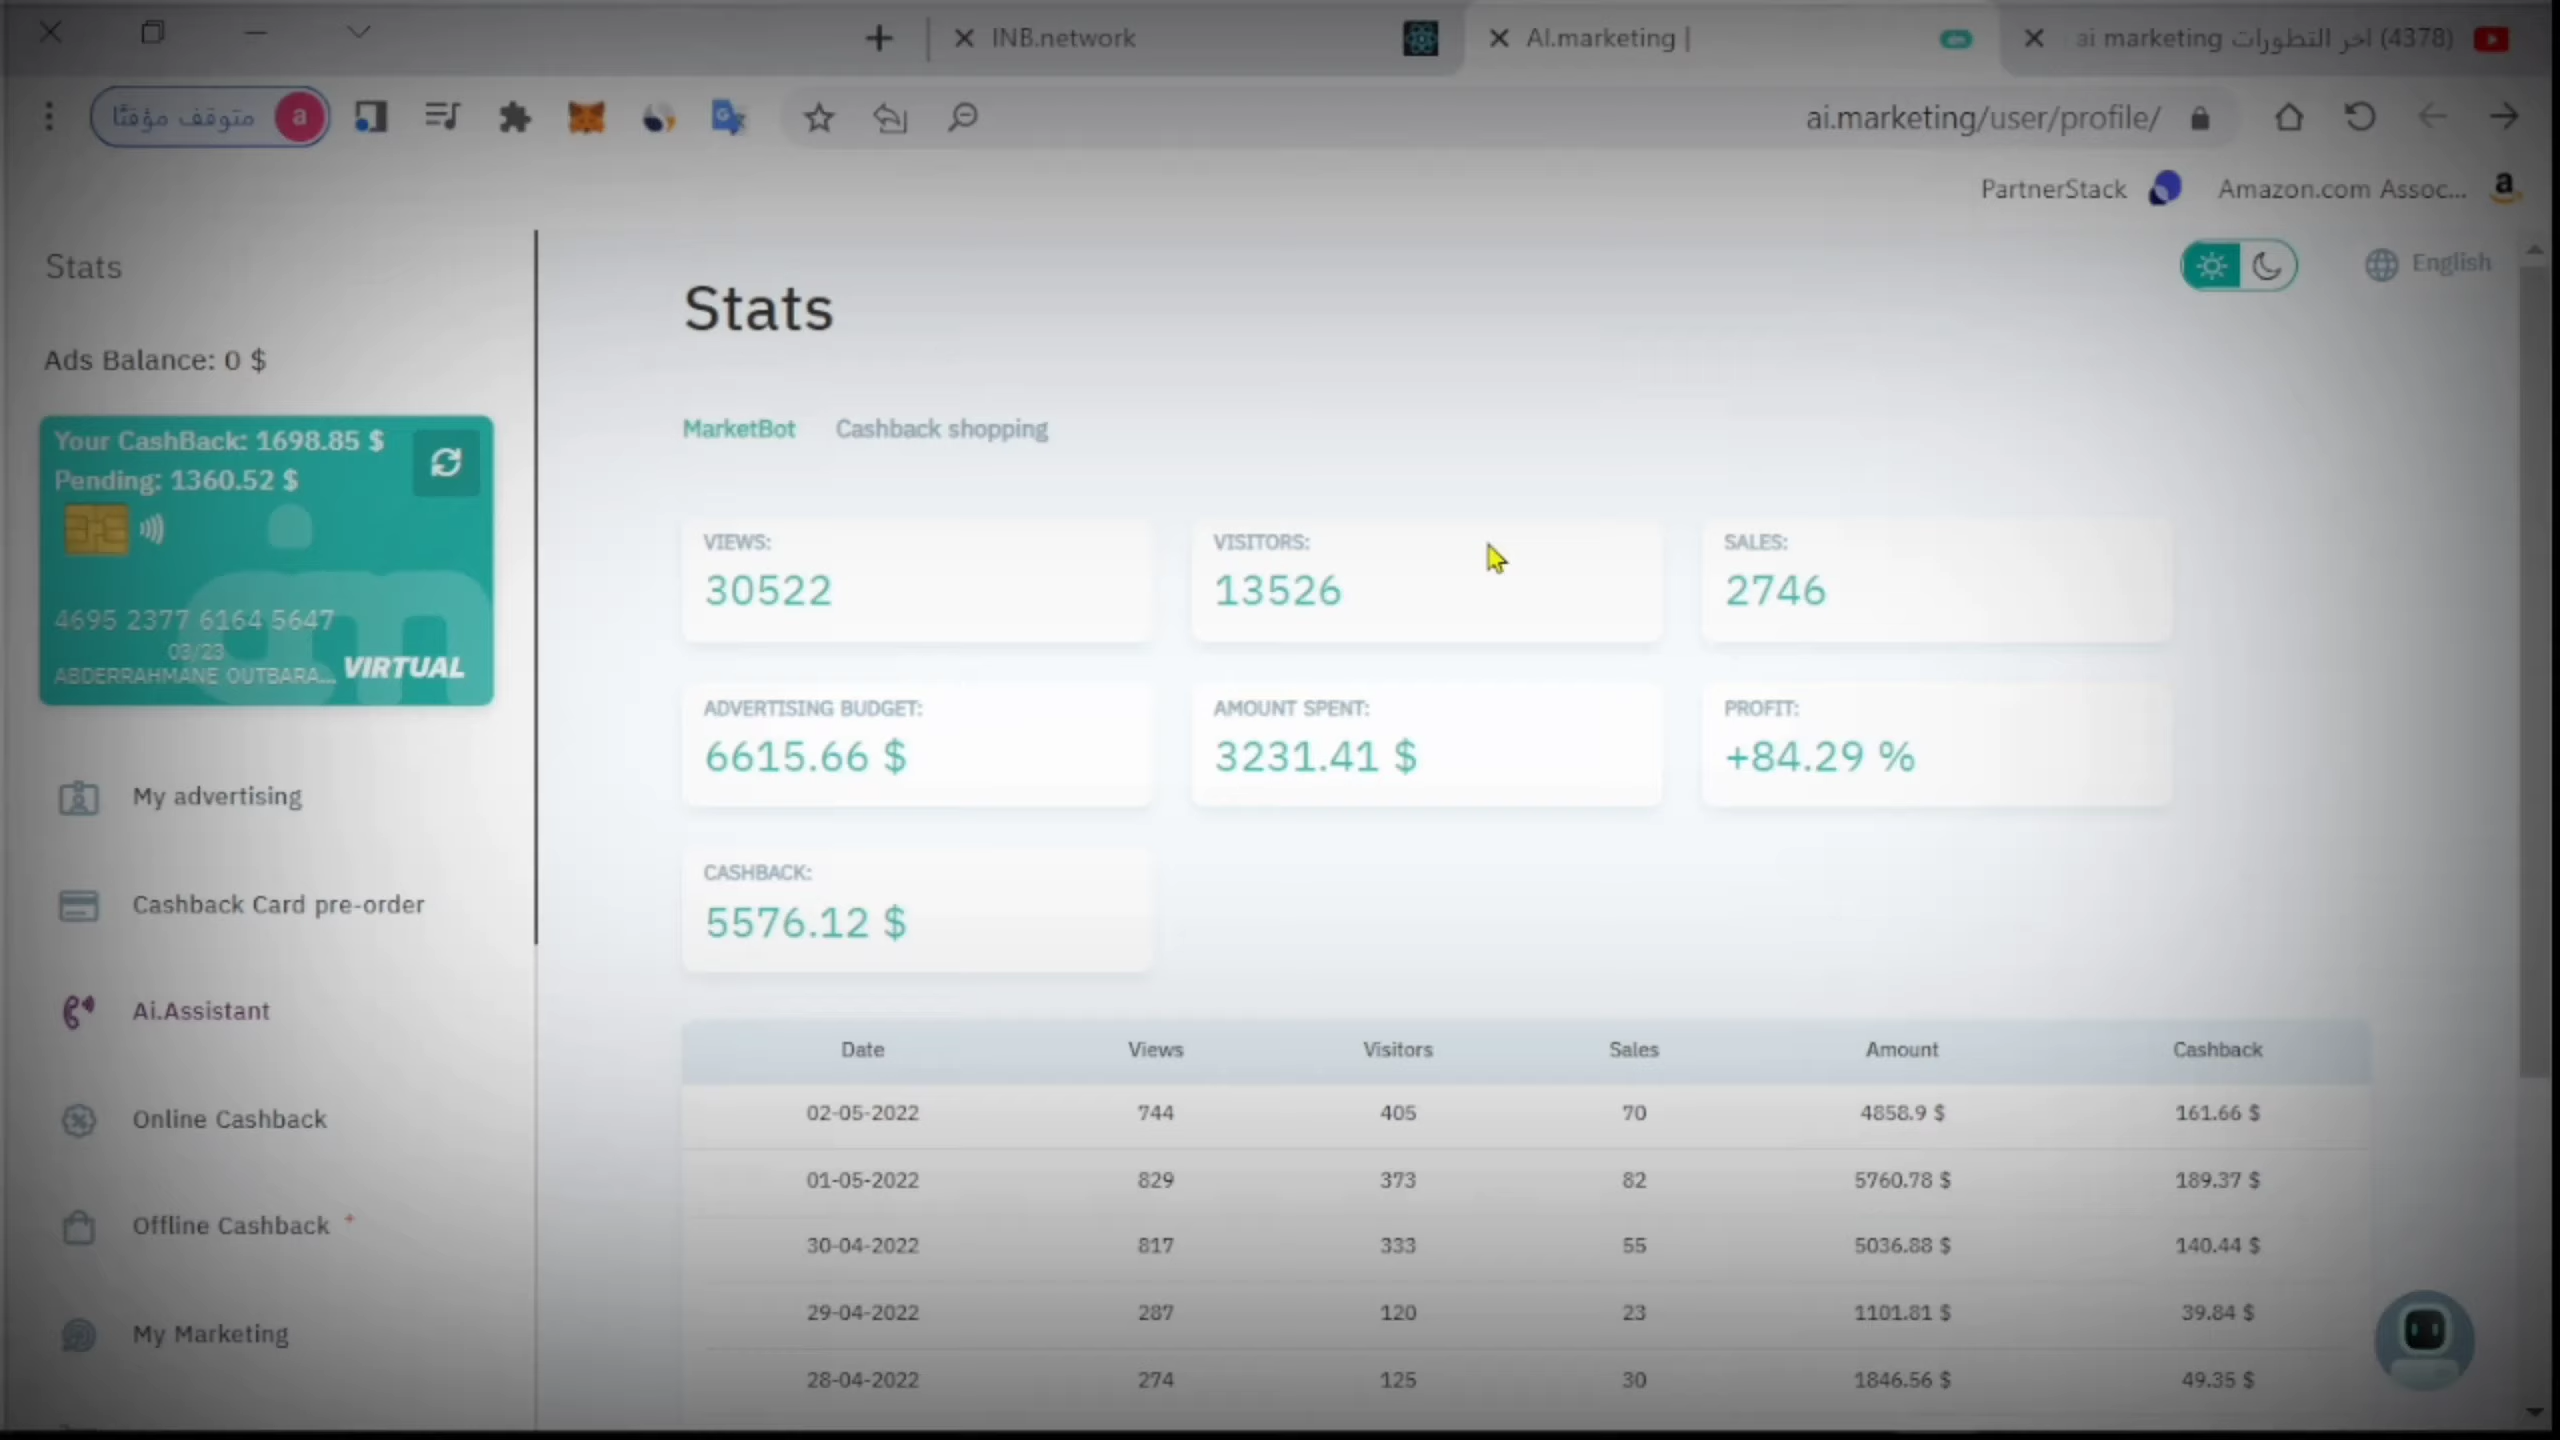 INB.network
AI.marketing |
(4378) اخر التطورات ai marketing
متوقف مؤقتًا
a
ai.marketing/user/profile/
PartnerStack
Amazon.com Assoc...
Stats
Ads Balance: 0 $
Your CashBack: 1698.85 $
Pending: 1360.52 $
4695 2377 6164 5647
03/23
ABDERRAHMANE OUTBARA...
VIRTUAL
My advertising
Cashback Card pre-order
Ai.Assistant
Online Cashback
Offline Cashback +
My Marketing
English
Stats
MarketBot Cashback shopping
VIEWS:
30522
VISITORS:
13526
SALES:
2746
ADVERTISING BUDGET:
6615.66 $
AMOUNT SPENT:
3231.41 $
PROFIT:
+84.29 %
CASHBACK:
5576.12 $
Date Views Visitors Sales Amount Cashback
02-05-2022 744 405 70 4858.9 $ 161.66 $
01-05-2022 829 373 82 5760.78 $ 189.37 $
30-04-2022 817 333 55 5036.88 $ 140.44 $
29-04-2022 287 120 23 1101.81 $ 39.84 $
28-04-2022 274 125 30 1846.56 $ 49.35 $